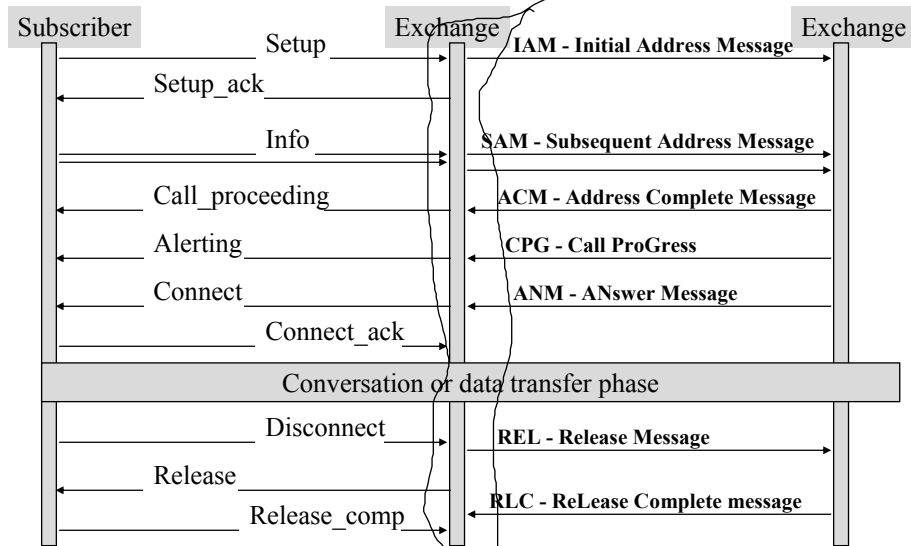 Subscriber Exchange Exchange
Setup IAM - Initial Address Message
Setup_ack
Info SAM - Subsequent Address Message
Call_proceeding ACM - Address Complete Message
Alerting CPG - Call ProGress
Connect ANM - ANswer Message
Connect_ack
Conversation or data transfer phase
Disconnect REL - Release Message
Release RLC - ReLease Complete message
Release_comp